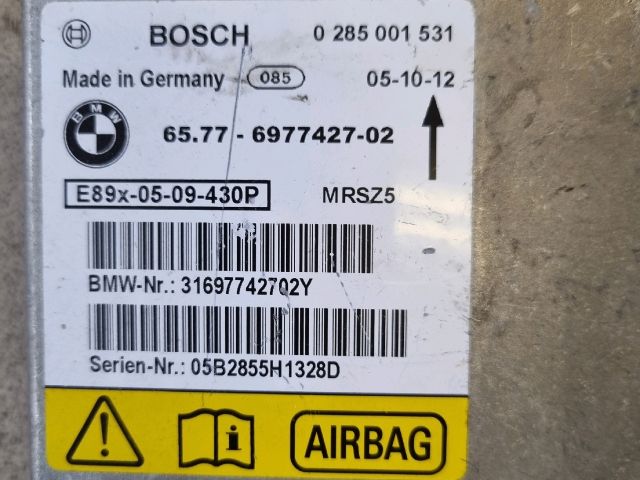 BOSCH 0 285 001 531
Made in Germany 085 05-10-12
BMW
65.77 - 6977427-02
E89x-05-09-430P MRSZ5
BMW-Nr.: 31697742702Y
Serien-Nr.: 05B2855H1328D
i AIRBAG